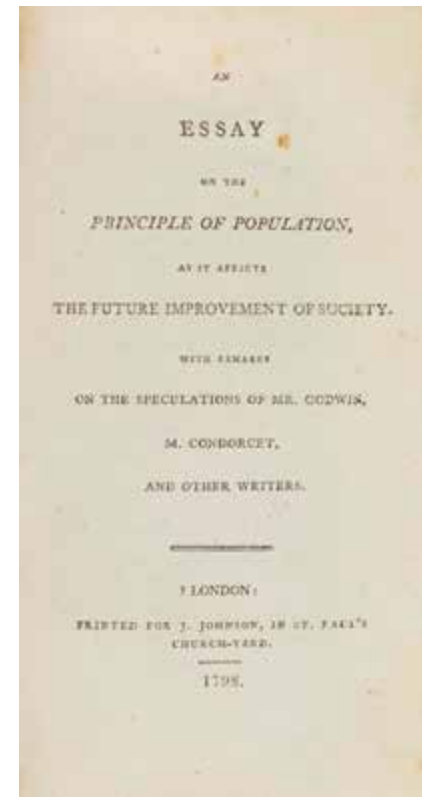 AN
ESSAY
ON THE
PRINCIPLE OF POPULATION,
AS IT AFFECTS
THE FUTURE IMPROVEMENT OF SOCIETY.
WITH REMARKS
ON THE SPECULATIONS OF MR. GODWIN,
M. CONDORCET,
AND OTHER WRITERS.
LONDON:
PRINTED FOR J. JOHNSON, IN ST. PAUL'S
CHURCH-YARD.
1798.